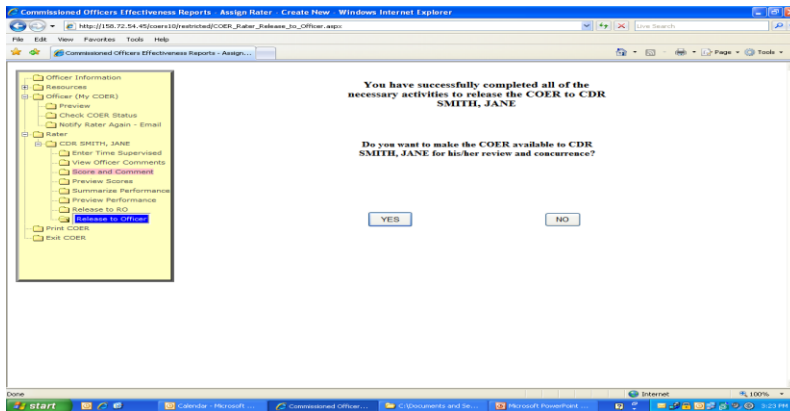 Commissioned Officers Effectiveness Reports - Assign Rater - Create New - Windows Internet Explorer
http://158.72.54.45/coers10/restricted/COER_Rater_Release_to_Officer.aspx
Live Search
File Edit View Favorites Tools Help
Commissioned Officers Effectiveness Reports - Assign...
Page Tools
Officer Information
Resources
Officer (My COER)
Preview
Check COER Status
Notify Rater Again - Email
Rater
CDR SMITH, JANE
Enter Time Supervised
View Officer Comments
Score and Comment
Preview Scores
Summarize Performance
Preview Performance
Release to RO
Release to Officer
Print COER
Exit COER
You have successfully completed all of the
necessary activities to release the COER to CDR
SMITH, JANE
Do you want to make the COER available to CDR
SMITH, JANE for his/her review and concurrence?
YES NO
Done Internet 100%
start Calendar - Microsoft ... Commissioned Officer... C:\Documents and Se... Microsoft PowerPoint ... 3:23 PM